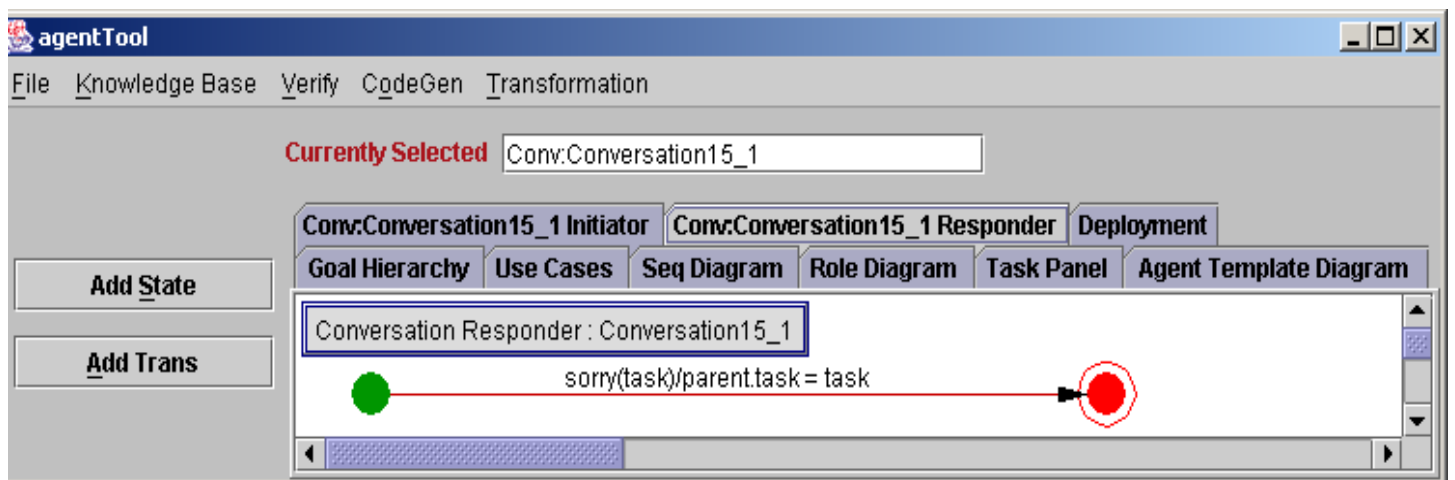 agentTool
File Knowledge Base Verify CodeGen Transformation
Currently Selected Conv:Conversation15_1
Conv:Conversation15_1 Initiator Conv:Conversation15_1 Responder Deployment
Goal Hierarchy Use Cases Seq Diagram Role Diagram Task Panel Agent Template Diagram
Add State
Conversation Responder : Conversation15_1
Add Trans
sorry(task)/parent.task = task